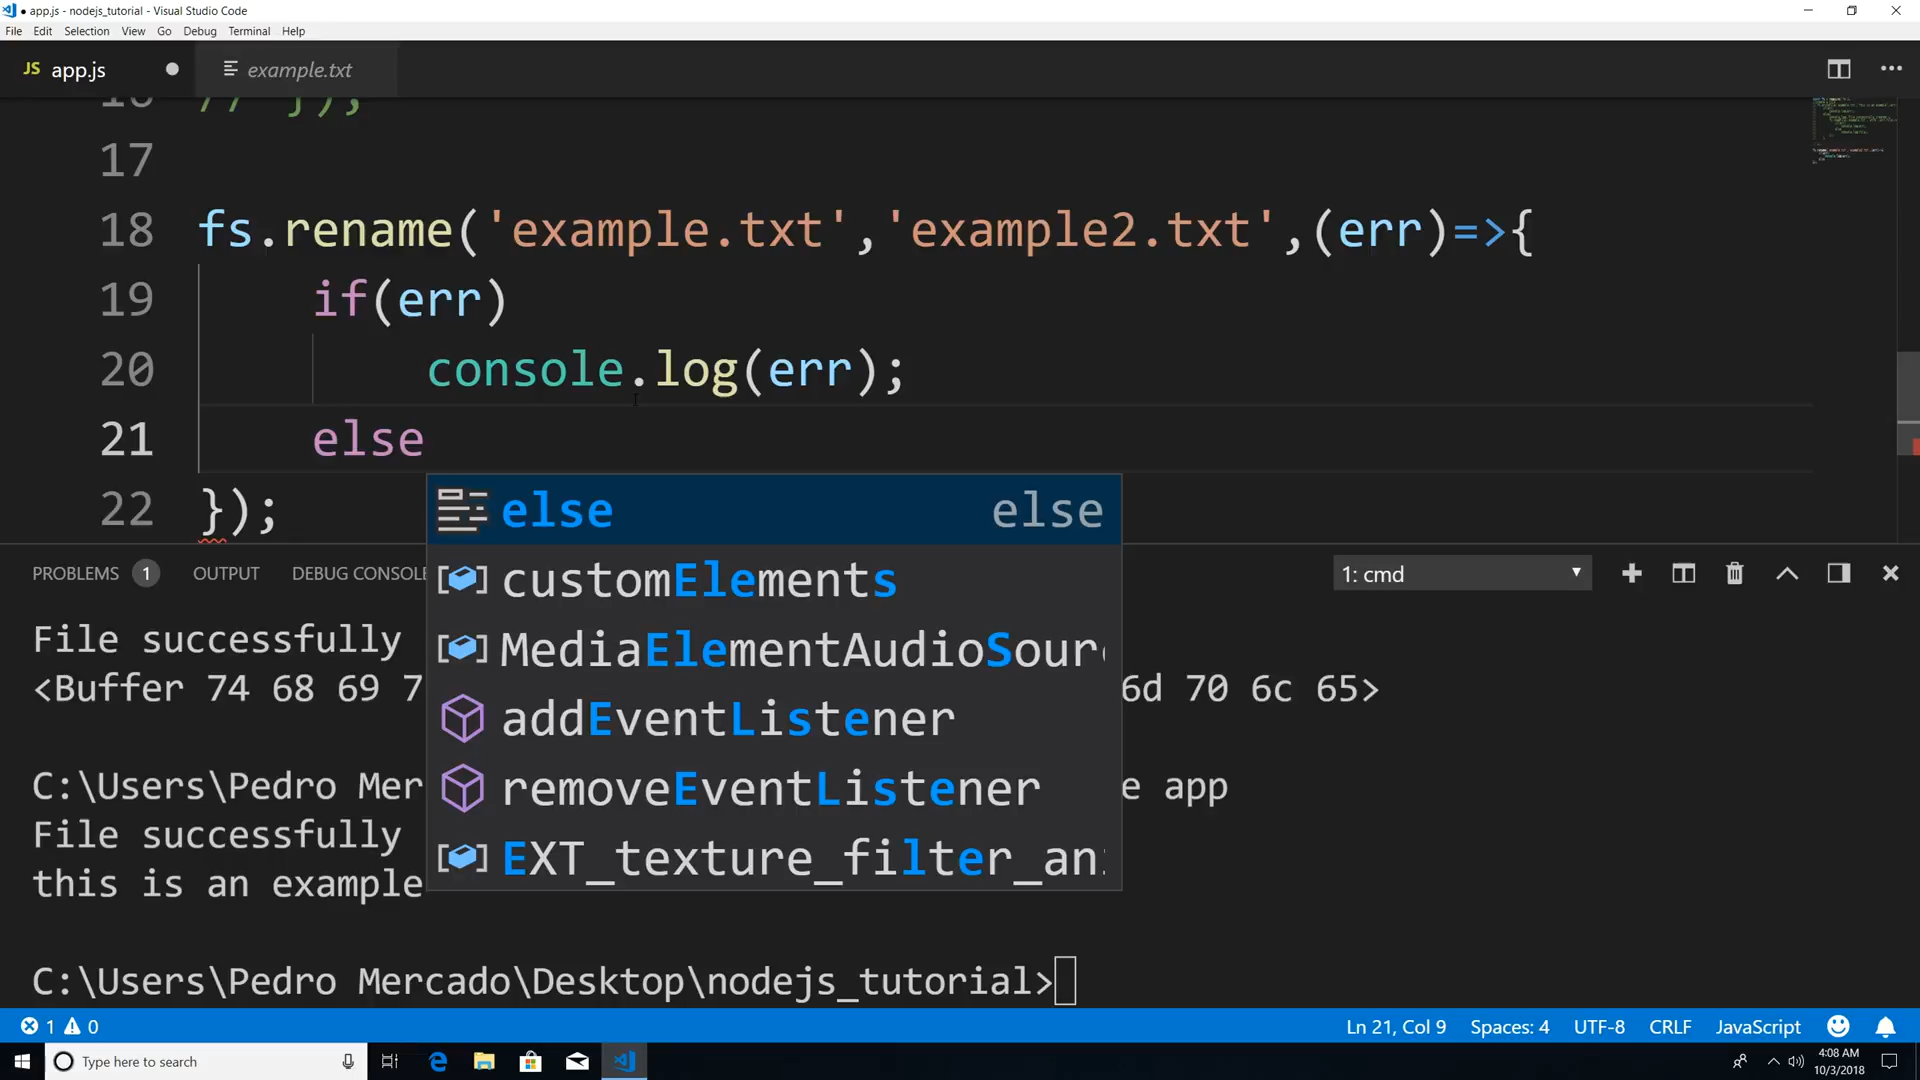 ● app.js - nodejs_tutorial - Visual Studio Code
File Edit Selection View Go Debug Terminal Help
JS app.js ● example.txt
16 // });
17
18 fs.rename('example.txt','example2.txt',(err)=>{
19 if(err)
20 console.log(err);
21 else
22 });
else else
customElements
MediaElementAudioSour
addEventListener
removeEventListener
EXT_texture_filter_an
PROBLEMS 1 OUTPUT DEBUG CONSOLE 1: cmd
File successfully
<Buffer 74 68 69 7 6d 70 6c 65>
C:\Users\Pedro Mer e app
File successfully
this is an example
C:\Users\Pedro Mercado\Desktop\nodejs_tutorial>
1 0 Ln 21, Col 9 Spaces: 4 UTF-8 CRLF JavaScript
Type here to search
4:08 AM
10/3/2018